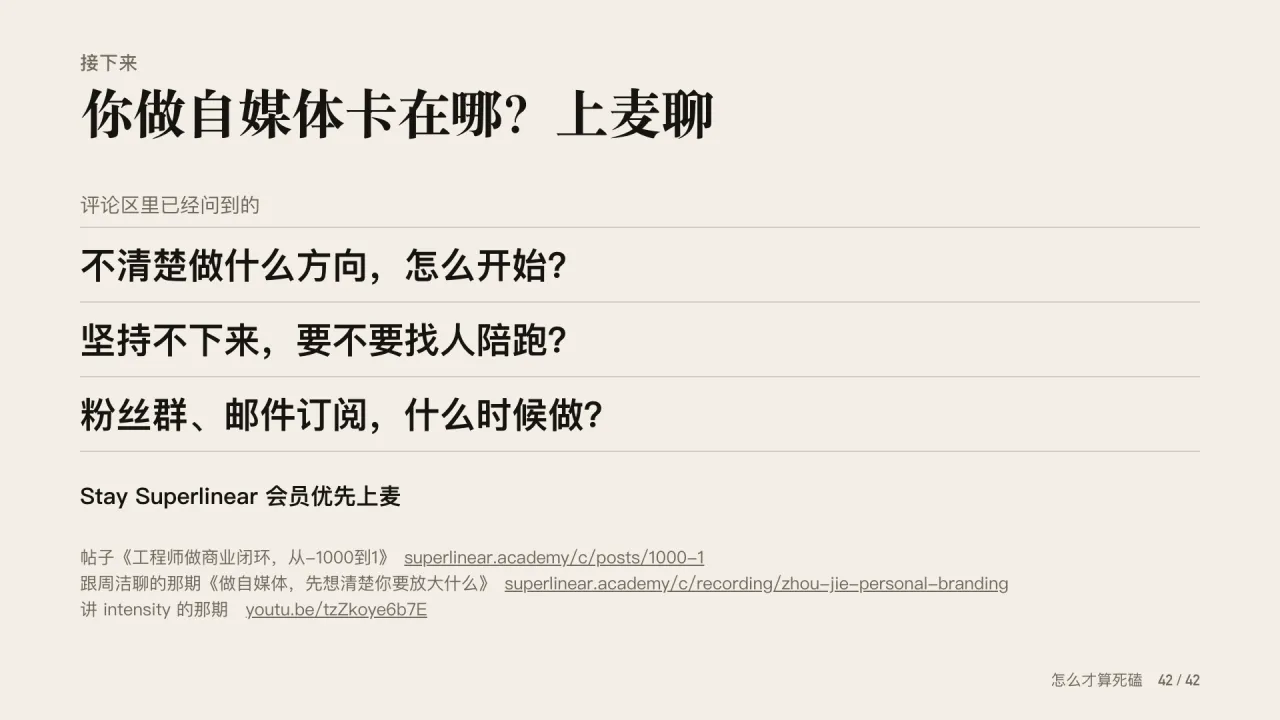 接下来
你做自媒体卡在哪？上麦聊
评论区里已经问到的
不清楚做什么方向，怎么开始？
坚持不下来，要不要找人陪跑？
粉丝群、邮件订阅，什么时候做？
Stay Superlinear 会员优先上麦
帖子《工程师做商业闭环，从-1000到1》 superlinear.academy/c/posts/1000-1
跟周洁聊的那期《做自媒体，先想清楚你要放大什么》 superlinear.academy/c/recording/zhou-jie-personal-branding
讲 intensity 的那期 youtu.be/tzZkoye6b7E
怎么才算死磕 42 / 42